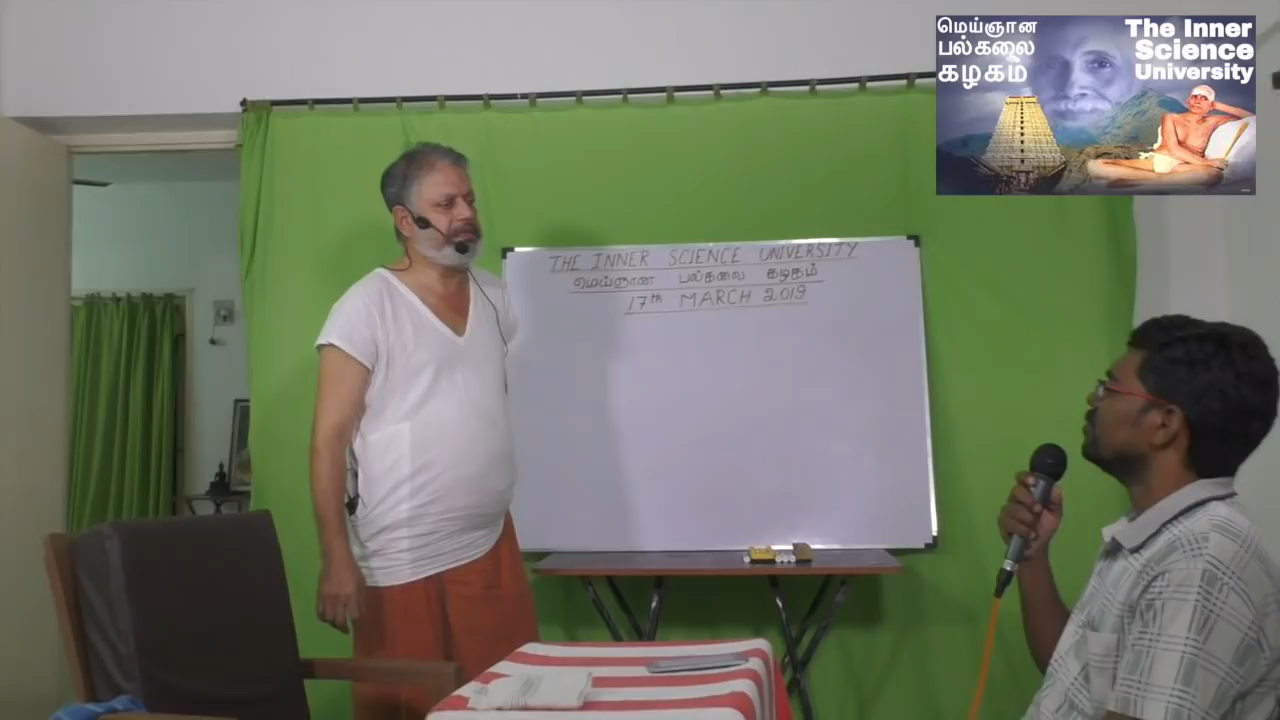 மெய்ஞான
பல்கலை
கழகம்
The Inner
Science
University
THE INNER SCIENCE UNIVERSITY
மெய்ஞான பல்கலை கழகம்
17th MARCH 2019